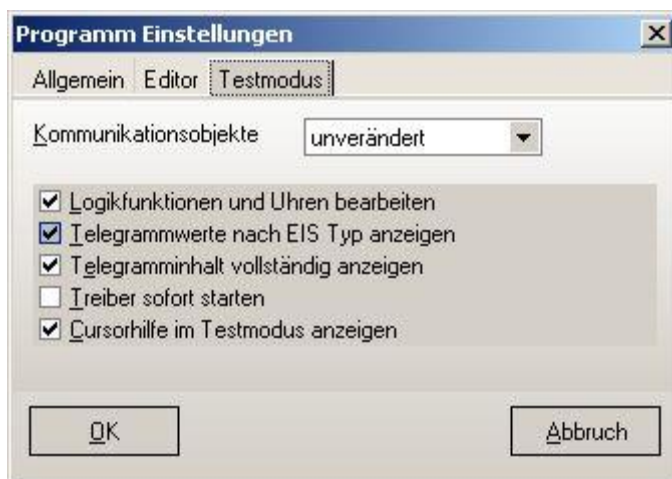 Programm Einstellungen
Allgemein Editor Testmodus
Kommunikationsobjekte unverändert
Logikfunktionen und Uhren bearbeiten
Telegrammwerte nach EIS Typ anzeigen
Telegramminhalt vollständig anzeigen
Treiber sofort starten
Cursorhilfe im Testmodus anzeigen
OK Abbruch